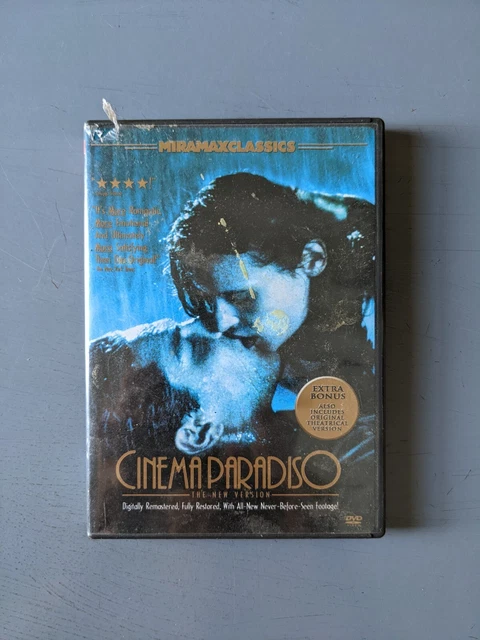 MIRAMAXCLASSICS
EXTRA
BONUS
ALSO
INCLUDES
ORIGINAL
THEATRICAL
VERSION
CINEMA PARADISO
THE NEW VERSION
Digitally Remastered, Fully Restored, With All-New Never-Before-Seen Footage!
DVD